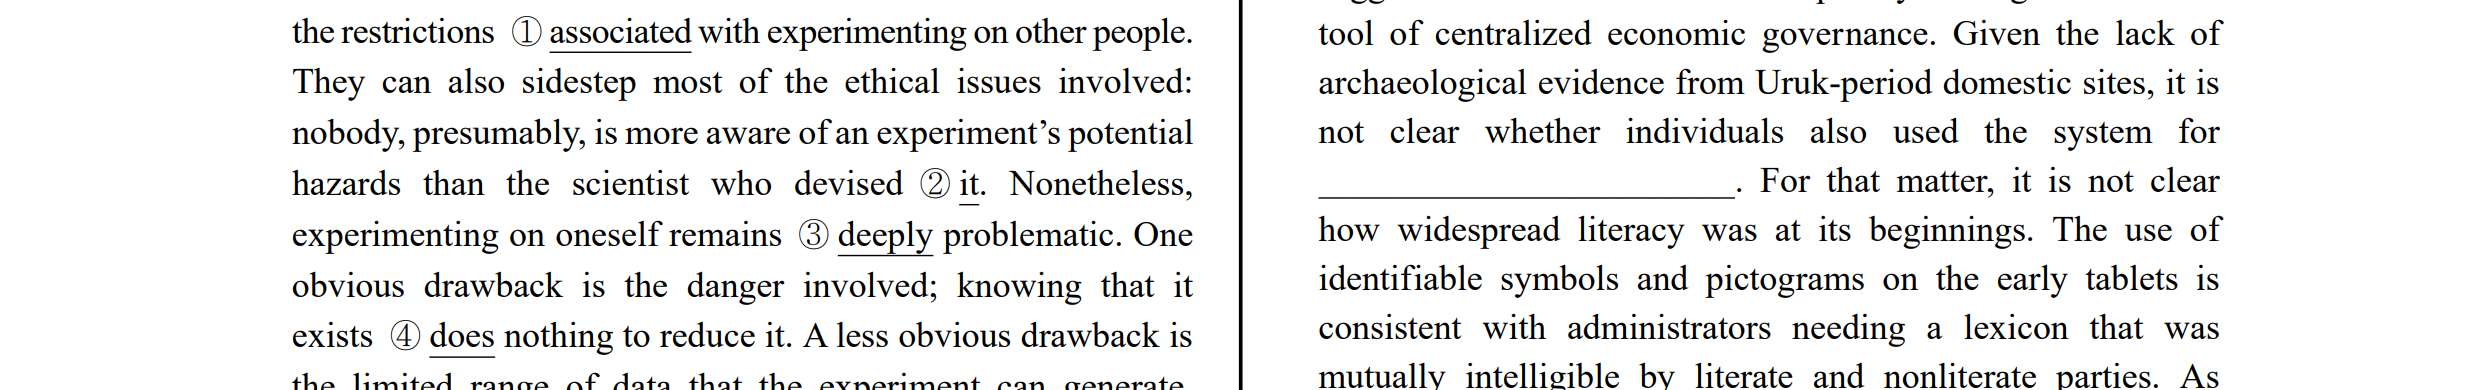 the restrictions ① associated with experimenting on other people.
They can also sidestep most of the ethical issues involved:
nobody, presumably, is more aware of an experiment’s potential
hazards than the scientist who devised ② it. Nonetheless,
experimenting on oneself remains ③ deeply problematic. One
obvious drawback is the danger involved; knowing that it
exists ④ does nothing to reduce it. A less obvious drawback is
the limited range of data that the experiment can generate.
tool of centralized economic governance. Given the lack of
archaeological evidence from Uruk-period domestic sites, it is
not clear whether individuals also used the system for
____________________. For that matter, it is not clear
how widespread literacy was at its beginnings. The use of
identifiable symbols and pictograms on the early tablets is
consistent with administrators needing a lexicon that was
mutually intelligible by literate and nonliterate parties. As